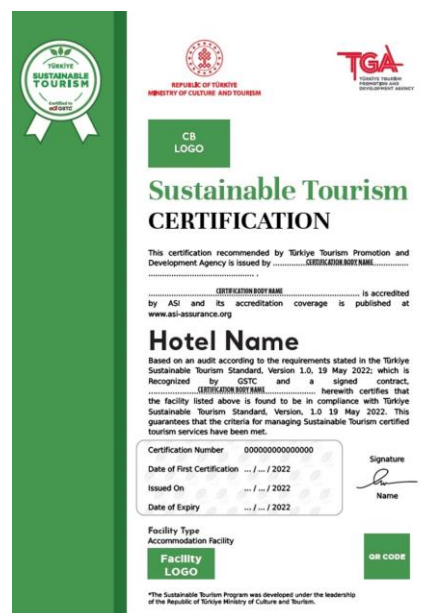 TÜRKİYE
SUSTAINABLE
TOURISM
Certified to
GSTC
REPUBLIC OF TÜRKİYE
MINISTRY OF CULTURE AND TOURISM
TGA
TÜRKİYE TOURISM
PROMOTION AND
DEVELOPMENT AGENCY
CB
LOGO
Sustainable Tourism
CERTIFICATION
This certification recommended by Türkiye Tourism Promotion and
Development Agency is issued by ............CERTIFICATION BODY NAME............
.......................................... .
........................CERTIFICATION BODY NAME........................ is accredited
by ASI and its accreditation coverage is published at
www.asi-assurance.org
Hotel Name
Based on an audit according to the requirements stated in the Türkiye
Sustainable Tourism Standard, Version 1.0, 19 May 2022; which is
Recognized by GSTC and a signed contract,
..................CERTIFICATION BODY NAME.................. herewith certifies that
the facility listed above is found to be in compliance with Türkiye
Sustainable Tourism Standard, Version, 1.0 19 May 2022. This
guarantees that the criteria for managing Sustainable Tourism certified
tourism services have been met.
Certification Number 000000000000000
Date of First Certification ... / ... / 2022
Issued On ... / ... / 2022
Date of Expiry ... / ... / 2022
Signature
Name
Facility Type
Accommodation Facility
Facility
LOGO
QR CODE
*The Sustainable Tourism Program was developed under the leadership
of the Republic of Türkiye Ministry of Culture and Tourism.